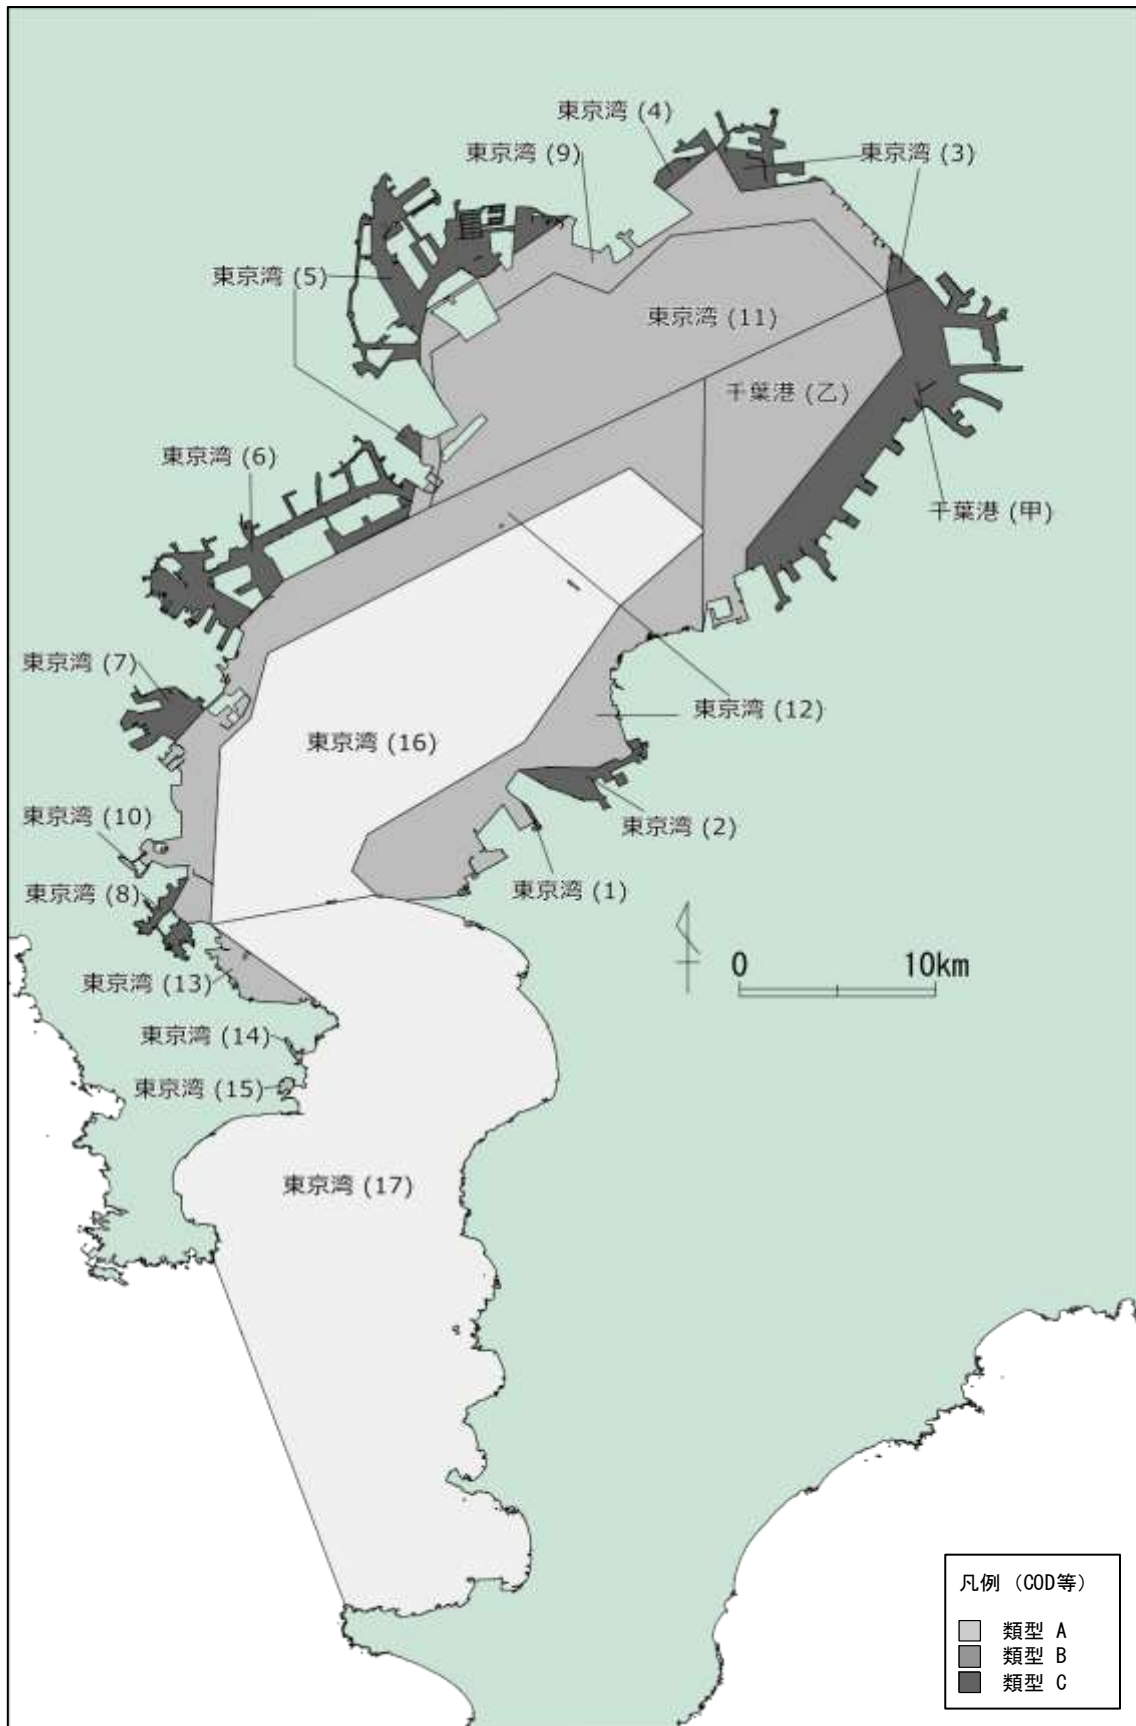 東京湾 (4)
東京湾 (9)
東京湾 (3)
東京湾 (5)
東京湾 (11)
千葉港 (乙)
東京湾 (6)
千葉港 (甲)
東京湾 (7)
東京湾 (12)
東京湾 (16)
東京湾 (10)
東京湾 (2)
東京湾 (8)
東京湾 (1)
東京湾 (13)
0 10km
東京湾 (14)
東京湾 (15)
東京湾 (17)
凡例 (COD等)
類型 A
類型 B
類型 C